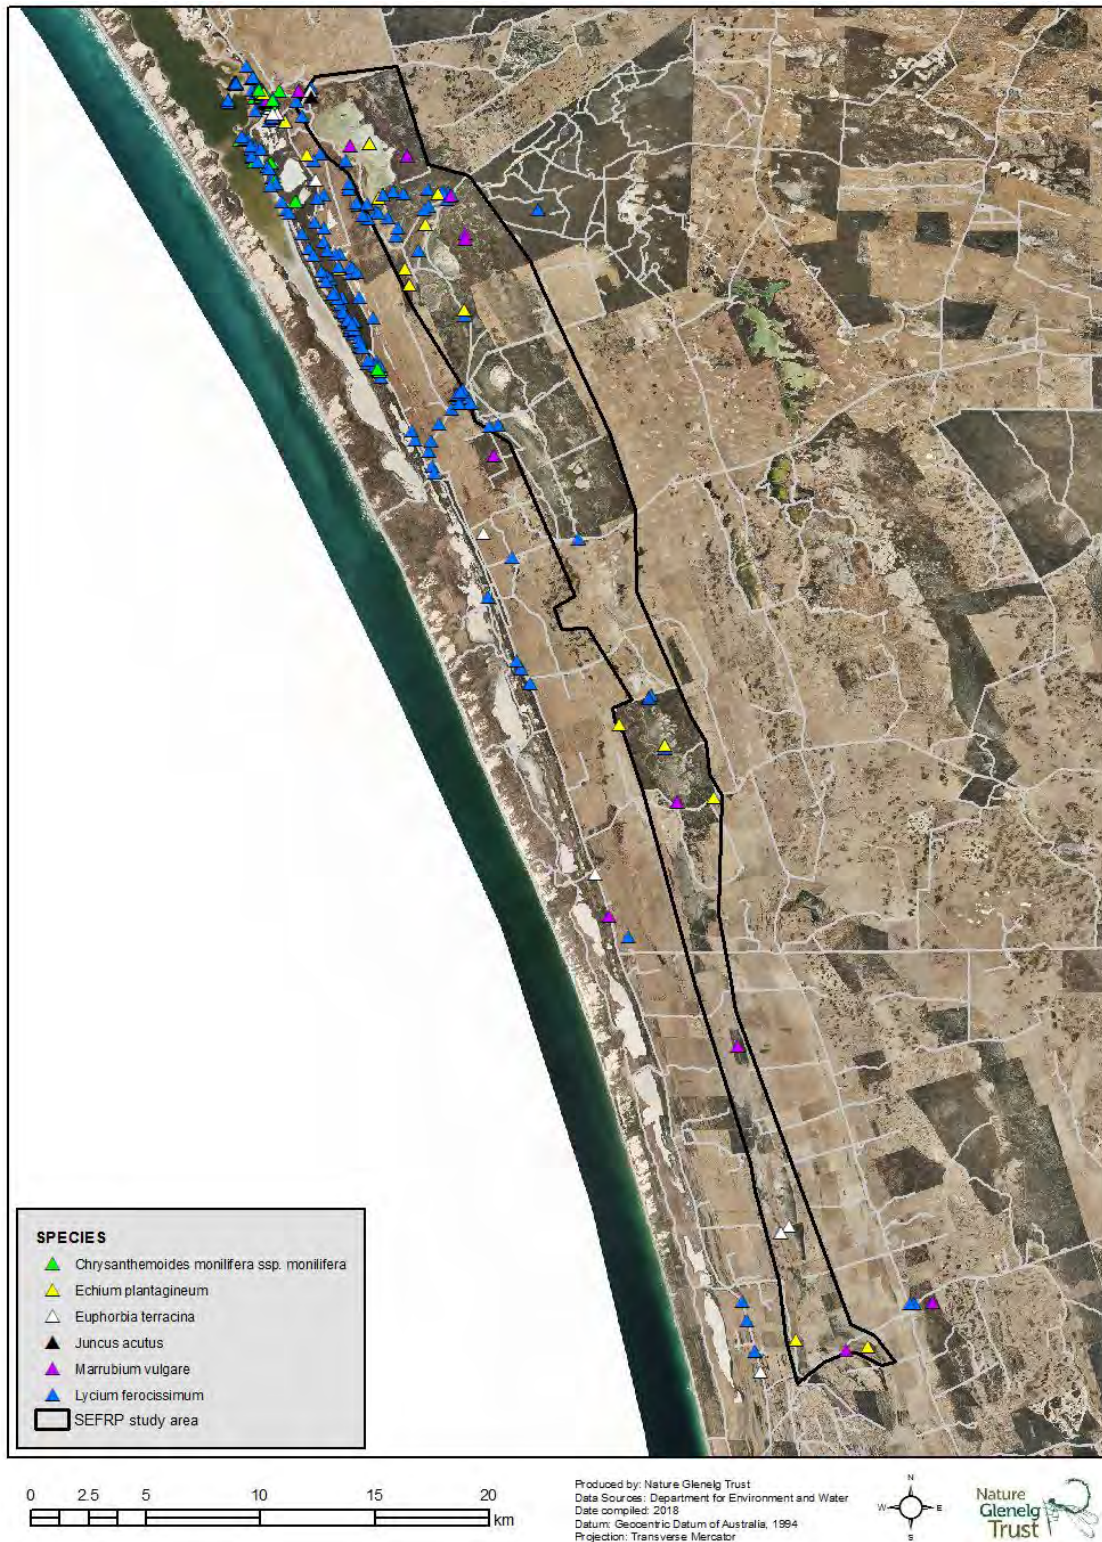 SPECIES
Chrysanthemoides monilifera ssp. monilifera
Echium plantagineum
Euphorbia terracina
Juncus acutus
Marrubium vulgare
Lycium ferocissimum
SEFRP study area
0 2.5 5 10 15 20
km
Produced by: Nature Glenelg Trust
Data Sources: Department for Environment and Water
Date compiled: 2018
Datum: Geocentric Datum of Australia, 1994
Projection: Transverse Mercator
N
W E
S
Nature
Glenelg
Trust